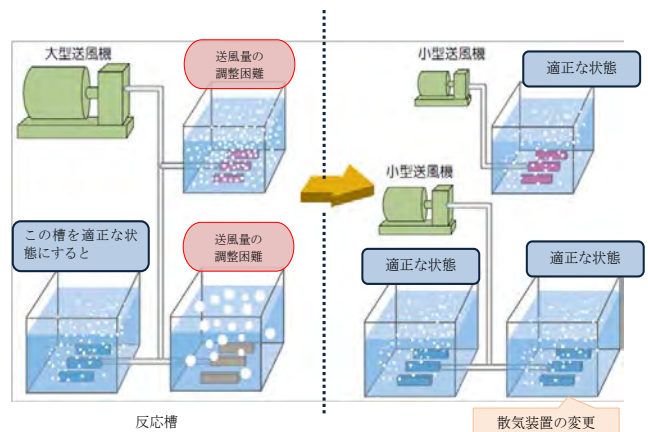 大型送風機
送風量の
調整困難
この槽を適正な状
態にすると
送風量の
調整困難
反応槽
小型送風機
適正な状態
小型送風機
適正な状態
適正な状態
散気装置の変更